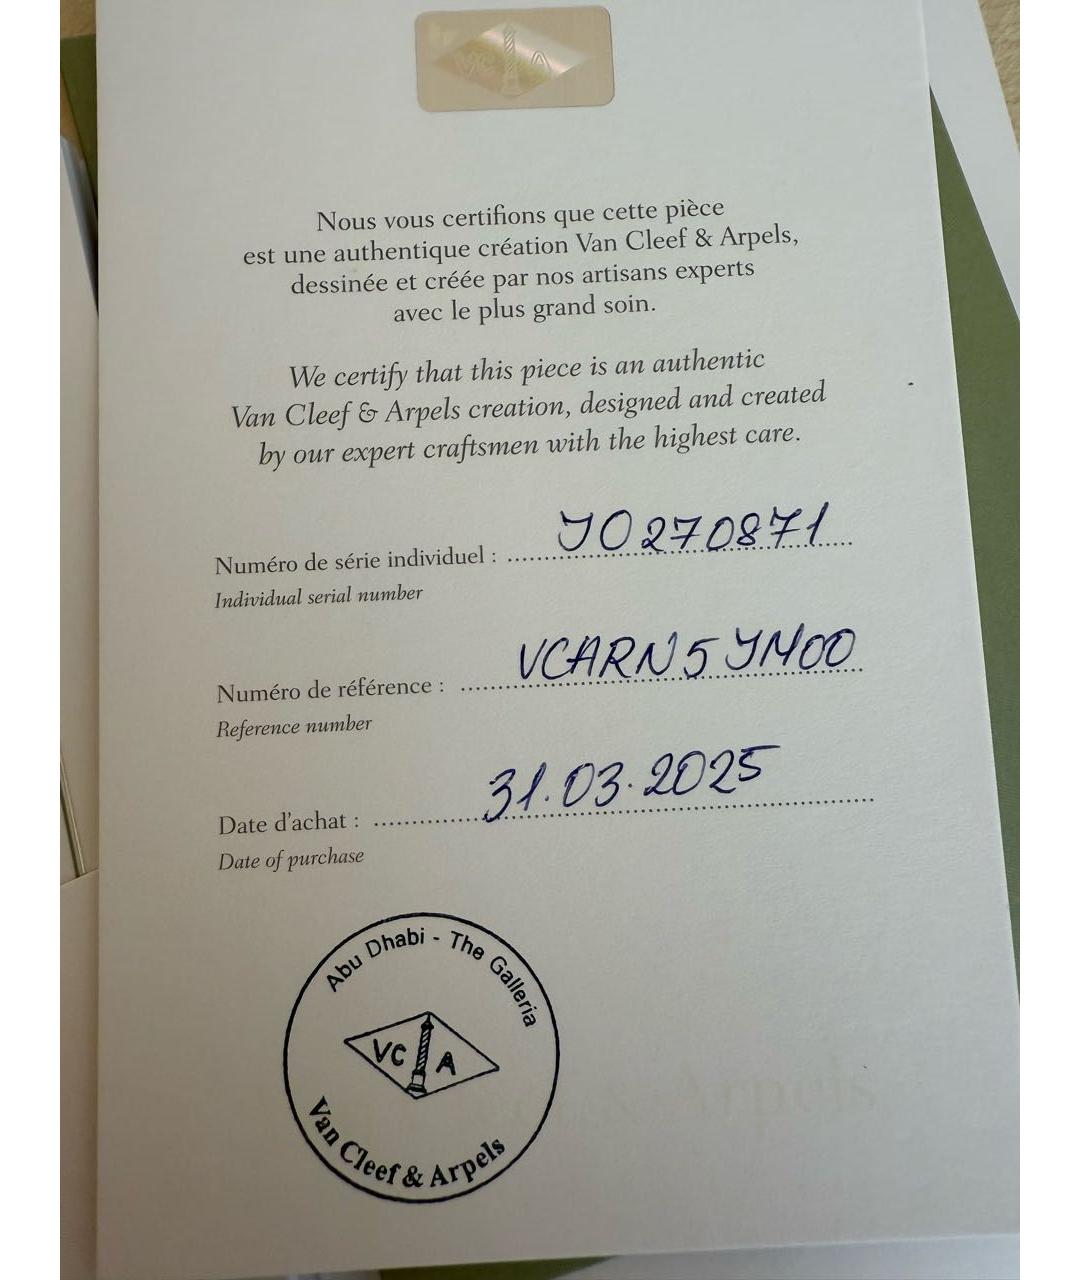 VC A
Nous vous certifions que cette pièce
est une authentique création Van Cleef & Arpels,
dessinée et créée par nos artisans experts
avec le plus grand soin.
We certify that this piece is an authentic
Van Cleef & Arpels creation, designed and created
by our expert craftsmen with the highest care.
Numéro de série individuel : JO270871
Individual serial number
Numéro de référence : VCARN5JM00
Reference number
Date d'achat : 31.03.2025
Date of purchase
Abu Dhabi - The Galleria
VC A
Van Cleef & Arpels